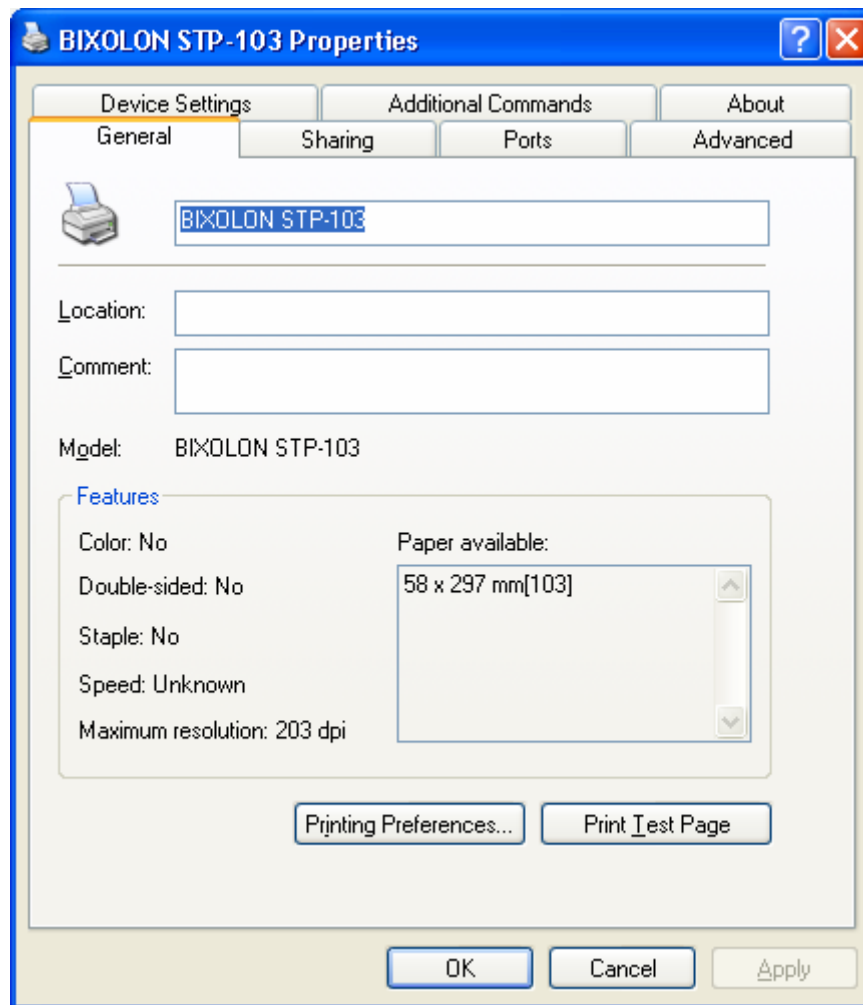 BIXOLON STP-103 Properties
Device Settings Additional Commands About
General Sharing Ports Advanced
BIXOLON STP-103
Location:
Comment:
Model: BIXOLON STP-103
Features
Color: No
Paper available:
Double-sided: No
58 x 297 mm[103]
Staple: No
Speed: Unknown
Maximum resolution: 203 dpi
Printing Preferences... Print Test Page
OK Cancel Apply